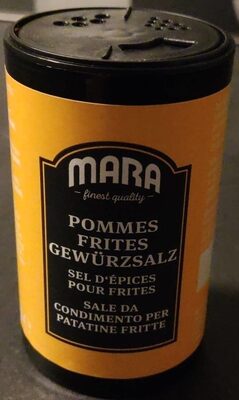 MARA
finest quality
POMMES
FRITES
GEWÜRZSALZ
SEL D'ÉPICES
POUR FRITES
SALE DA
CONDIMENTO PER
PATATINE FRITTE